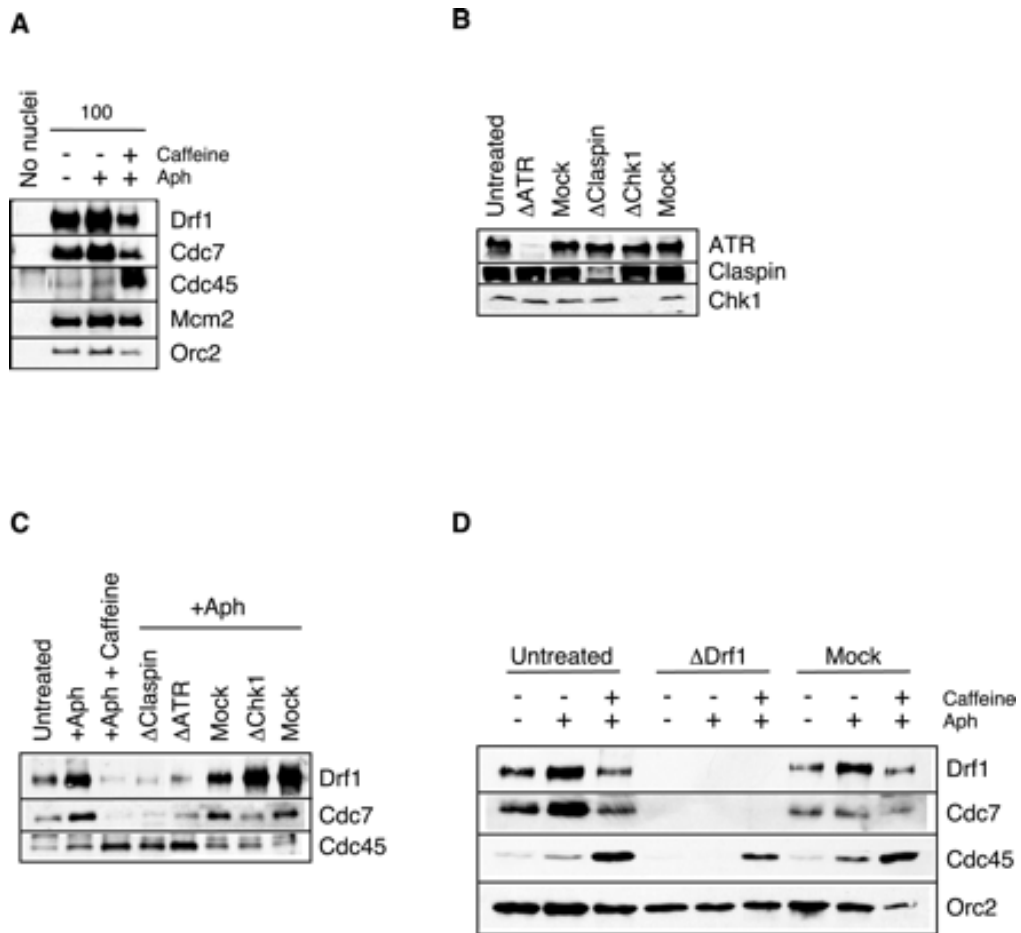 A
No nuclei
100
- - + Caffeine
- + + Aph
Drf1
Cdc7
Cdc45
Mcm2
Orc2
B
Untreated
ΔATR
Mock
ΔClaspin
ΔChk1
Mock
ATR
Claspin
Chk1
C
+Aph
Untreated
+Aph
+Aph + Caffeine
ΔClaspin
ΔATR
Mock
ΔChk1
Mock
Drf1
Cdc7
Cdc45
D
Untreated ΔDrf1 Mock
- - + - - + - - + Caffeine
- + + - + + - + + Aph
Drf1
Cdc7
Cdc45
Orc2